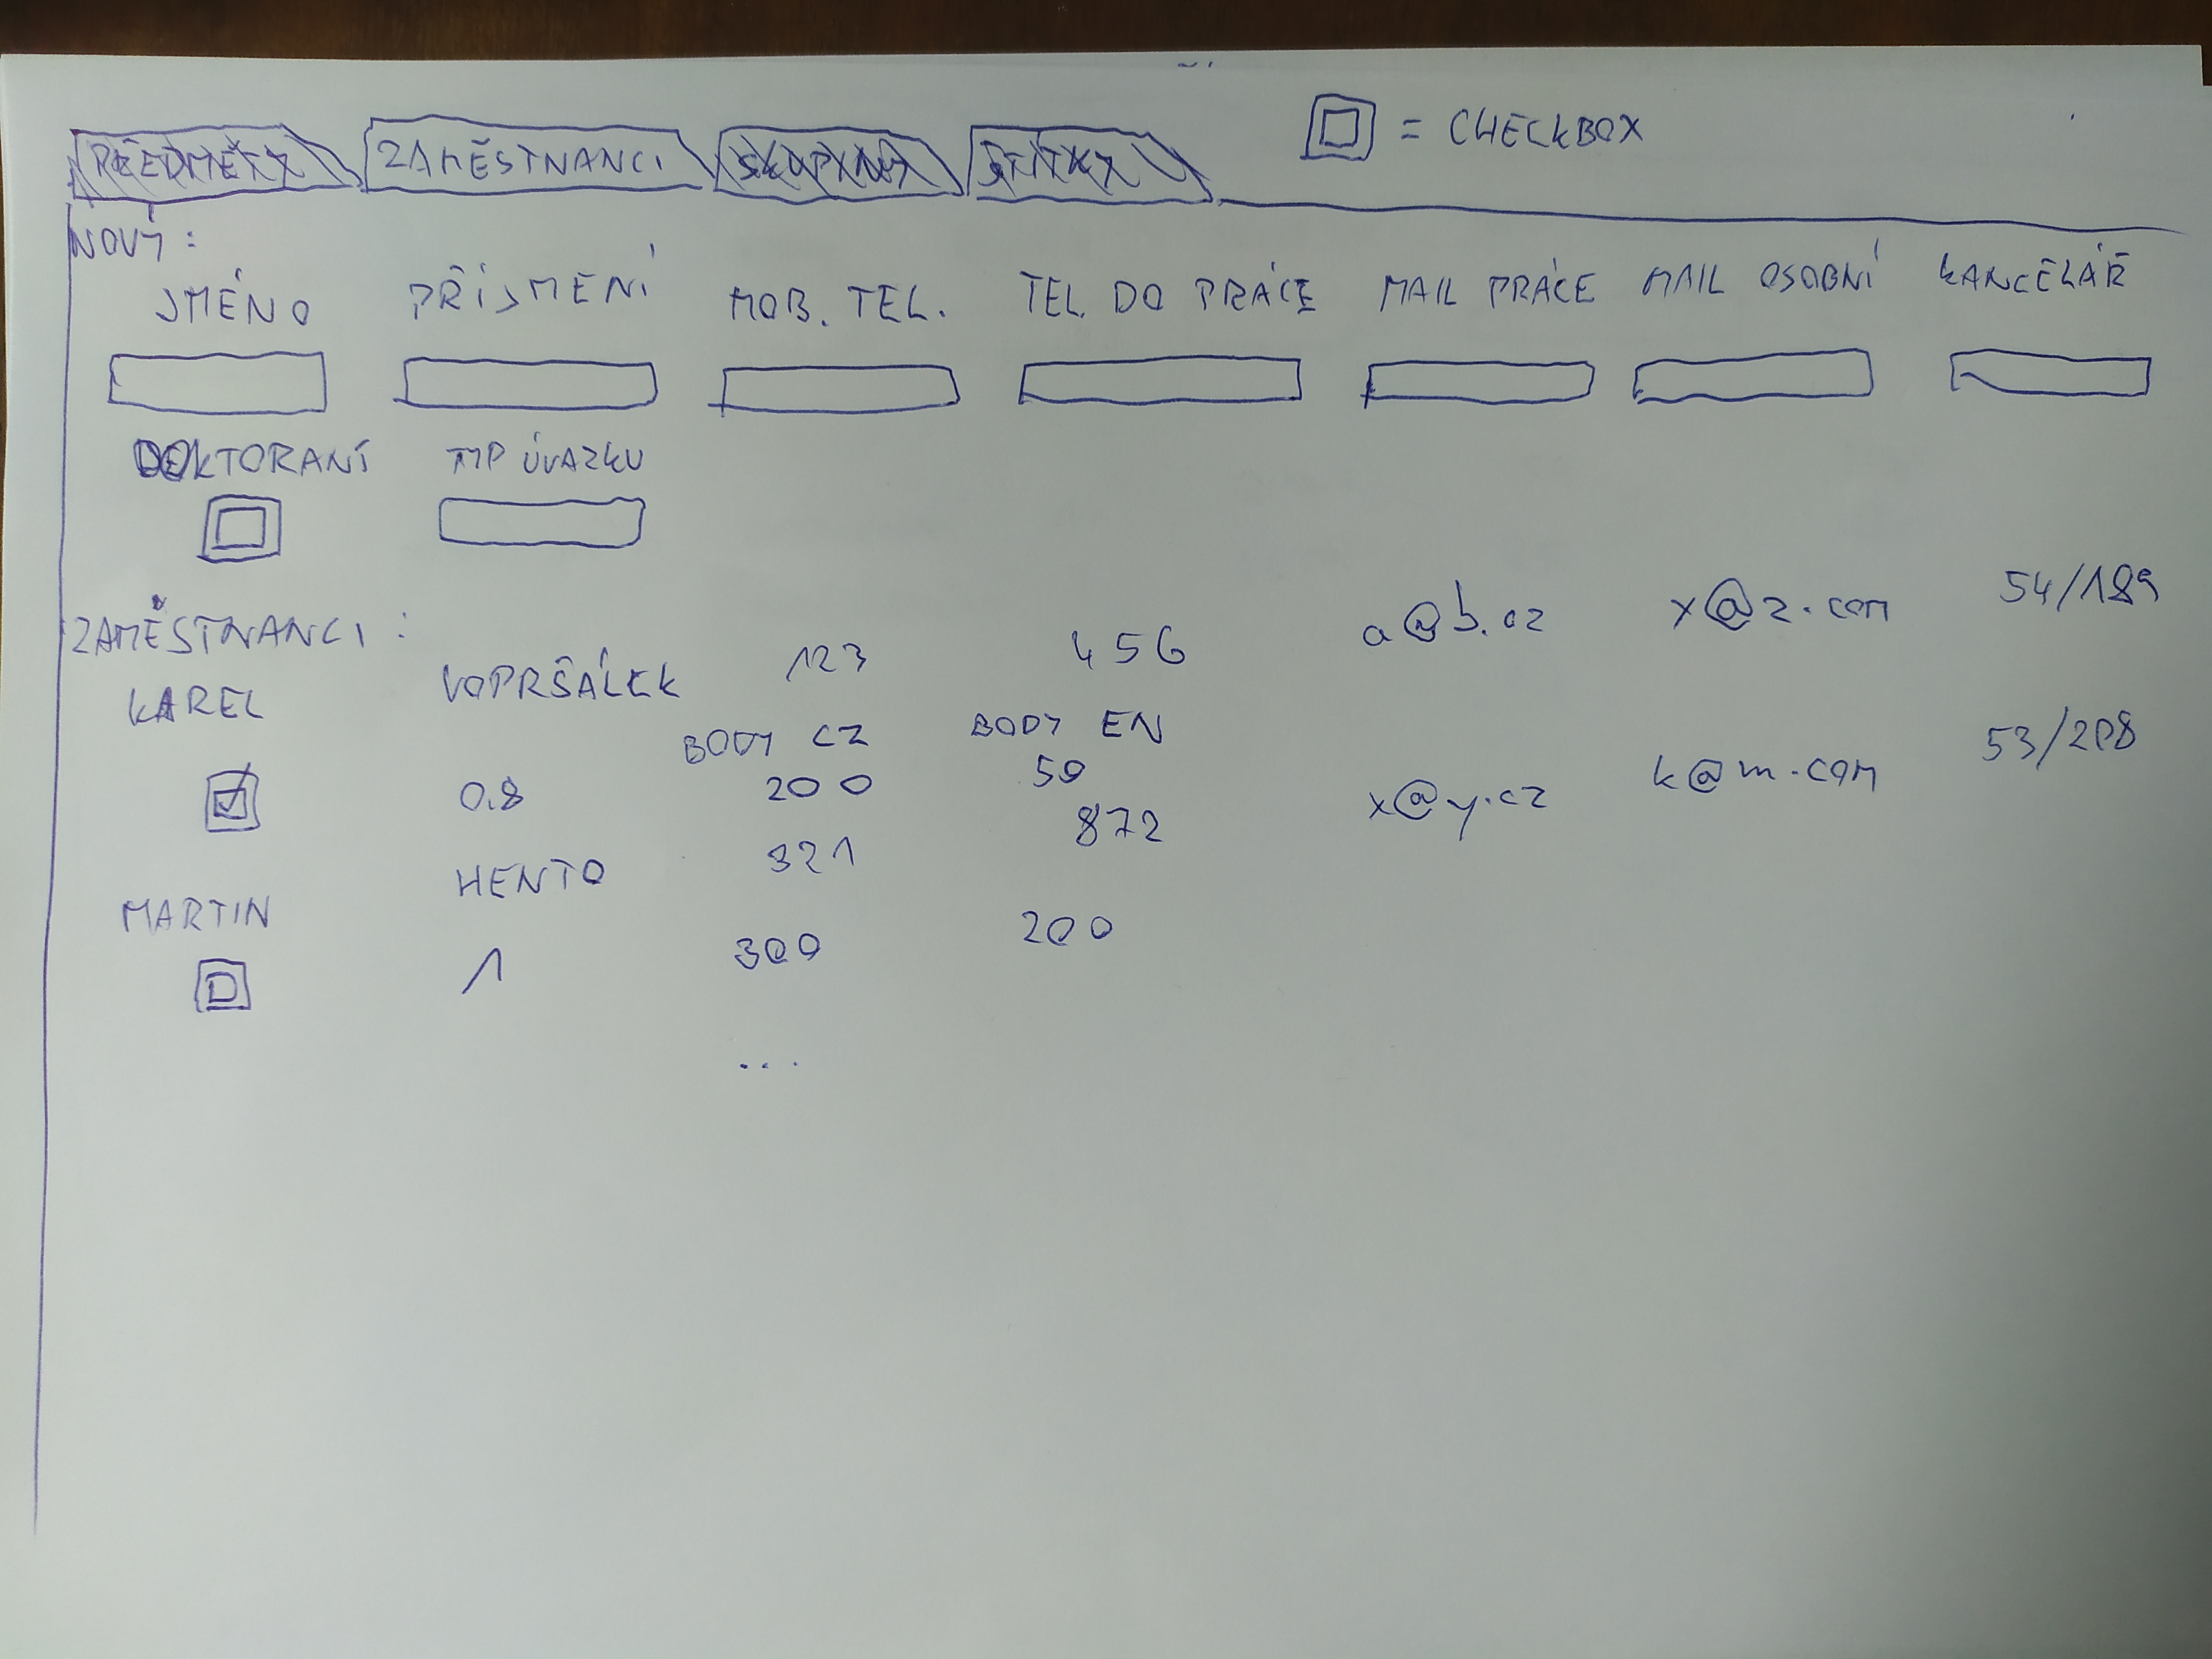 PŘEDMĚTY ZAMĚSTNANCI SKUPINY ŠTÍTKY = CHECKBOX
NOVÝ:
JMÉNO PŘÍJMENÍ MOB. TEL. TEL. DO PRÁCE MAIL PRÁCE MAIL OSOBNÍ KANCELÁŘ
DOKTORAND TYP ÚVAZKU
ZAMĚSTNANCI:
KAREL VOPRŠÁLEK 123 456 a@b.cz x@z.com 54/189
BODY CZ BODY EN
0.8 200 50
MARTIN HENTO 321 872 x@y.cz k@m.com 53/208
1 300 200
...